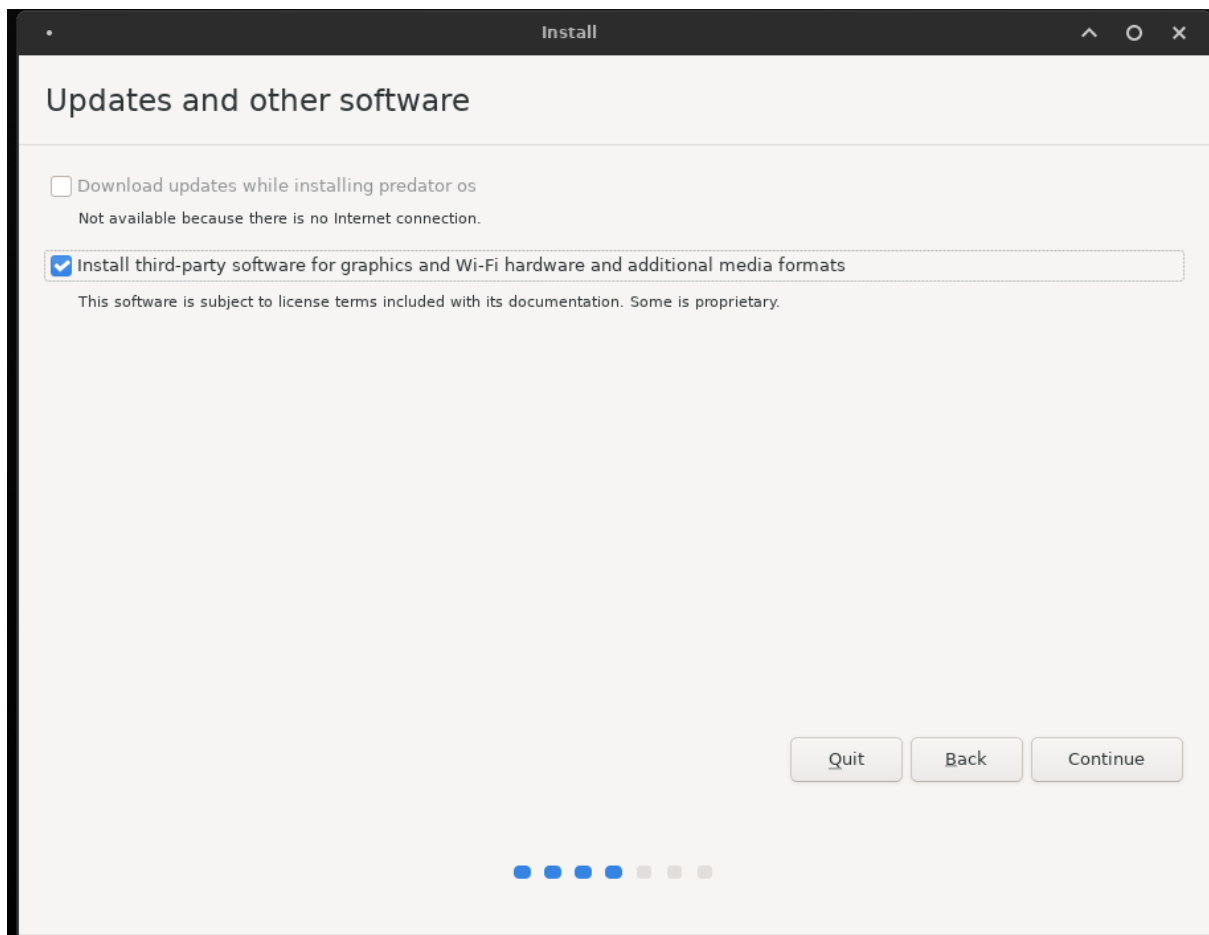 Install
Updates and other software
Download updates while installing predator os
Not available because there is no Internet connection.
Install third-party software for graphics and Wi-Fi hardware and additional media formats
This software is subject to license terms included with its documentation. Some is proprietary.
Quit Back Continue